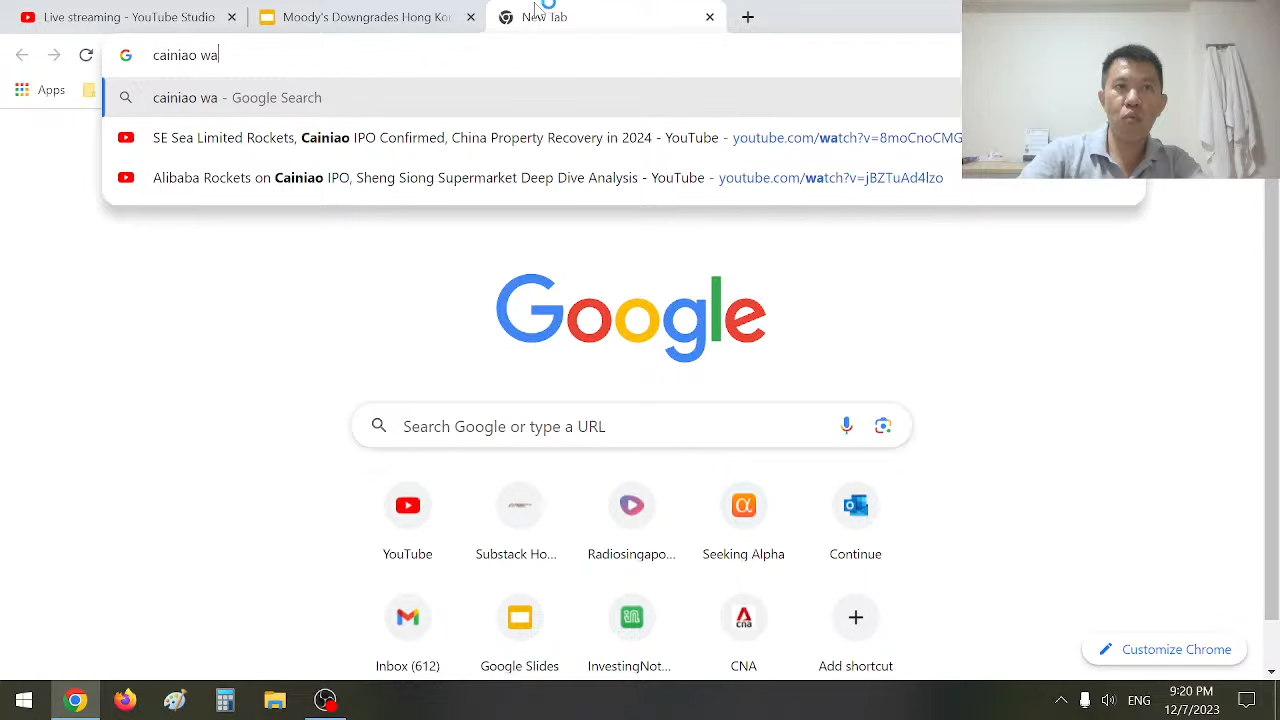 Live streaming - YouTube Studio
Moody's Downgrades Hong Ko
New Tab
cainiao wa
Apps
cainiao wa - Google Search
SE Sea Limited Rockets, Cainiao IPO Confirmed, China Property Recovery in 2024 - YouTube - youtube.com/watch?v=8moCnoCMG
Alibaba Rockets on Cainiao IPO, Sheng Siong Supermarket Deep Dive Analysis - YouTube - youtube.com/watch?v=jBZTuAd4lzo
Google
Search Google or type a URL
YouTube
Substack Ho...
Radiosingapo...
Seeking Alpha
Continue
Inbox (612)
Google Slides
InvestingNot...
CNA
Add shortcut
Customize Chrome
ENG
9:20 PM
12/7/2023